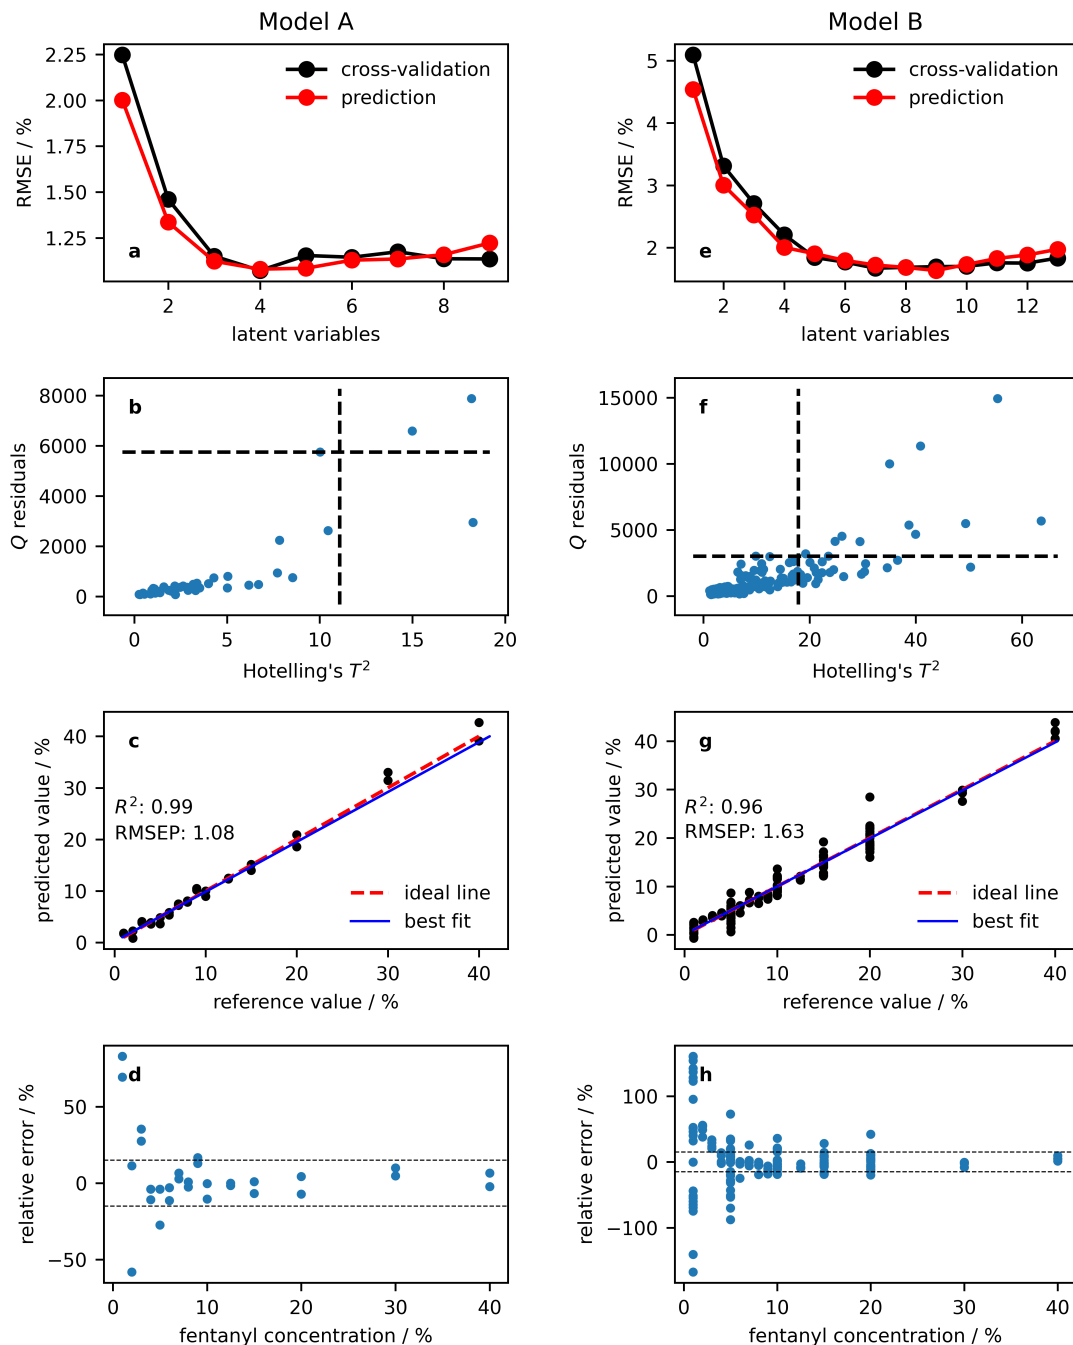 Model A
2.25
2.00
1.75
1.50
1.25
RMSE / %
cross-validation
prediction
a
2 4 6 8
latent variables
Model B
5
4
3
2
RMSE / %
cross-validation
prediction
e
2 4 6 8 10 12
latent variables
8000
6000
4000
2000
0
Q residuals
b
0 5 10 15 20
Hotelling's T²
15000
10000
5000
0
Q residuals
f
0 20 40 60
Hotelling's T²
40
30
20
10
0
predicted value / %
c
R²: 0.99
RMSEP: 1.08
ideal line
best fit
0 10 20 30 40
reference value / %
40
30
20
10
0
predicted value / %
g
R²: 0.96
RMSEP: 1.63
ideal line
best fit
0 10 20 30 40
reference value / %
50
0
−50
relative error / %
d
0 10 20 30 40
fentanyl concentration / %
100
0
−100
relative error / %
h
0 10 20 30 40
fentanyl concentration / %